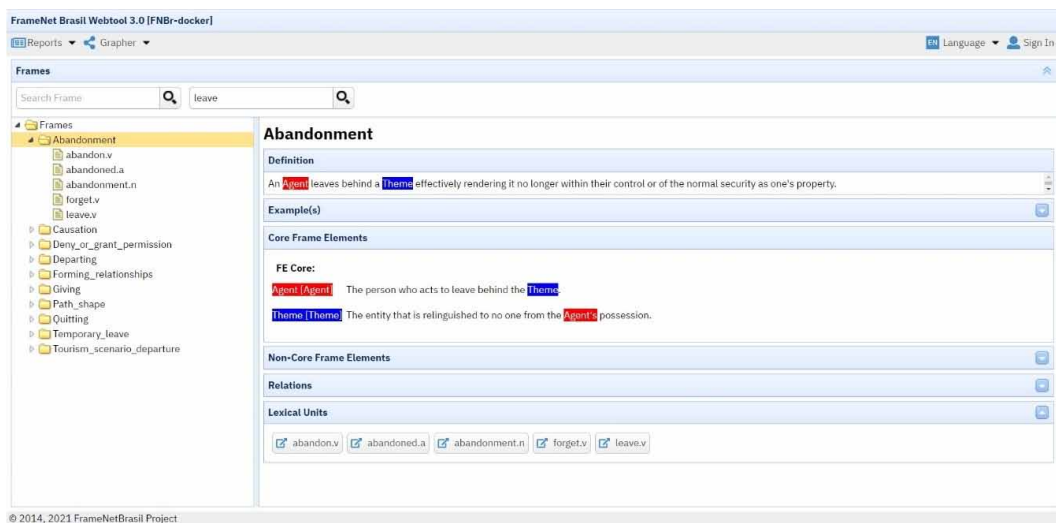 FrameNet Brasil Webtool 3.0 [FNBr-docker]
Reports Grapher EN Language Sign In
Frames
Search Frame leave
Frames
Abandonment
abandon.v
abandoned.a
abandonment.n
forget.v
leave.v
Causation
Deny_or_grant_permission
Departing
Forming_relationships
Giving
Path_shape
Quitting
Temporary_leave
Tourism_scenario_departure
Abandonment
Definition
An Agent leaves behind a Theme effectively rendering it no longer within their control or of the normal security as one's property.
Example(s)
Core Frame Elements
FE Core:
Agent [Agent] The person who acts to leave behind the Theme.
Theme [Theme] The entity that is relinquished to no one from the Agent's possession.
Non-Core Frame Elements
Relations
Lexical Units
abandon.v abandoned.a abandonment.n forget.v leave.v
© 2014, 2021 FrameNetBrasil Project